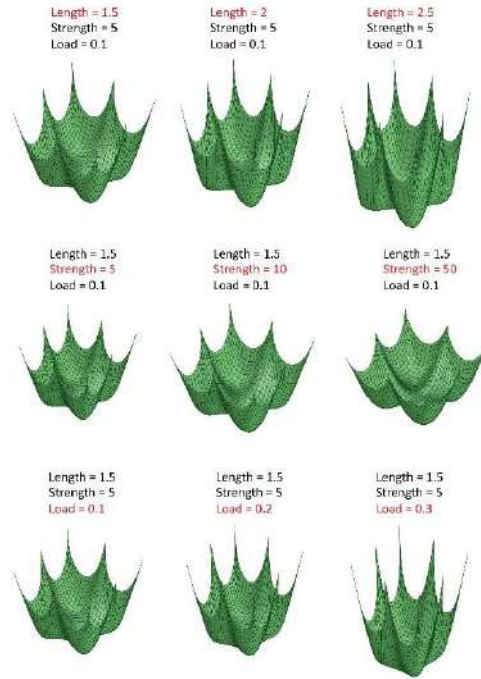 Length = 1.5
Strength = 5
Load = 0.1
Length = 2
Strength = 5
Load = 0.1
Length = 2.5
Strength = 5
Load = 0.1
Length = 1.5
Strength = 5
Load = 0.1
Length = 1.5
Strength = 10
Load = 0.1
Length = 1.5
Strength = 50
Load = 0.1
Length = 1.5
Strength = 5
Load = 0.1
Length = 1.5
Strength = 5
Load = 0.2
Length = 1.5
Strength = 5
Load = 0.3